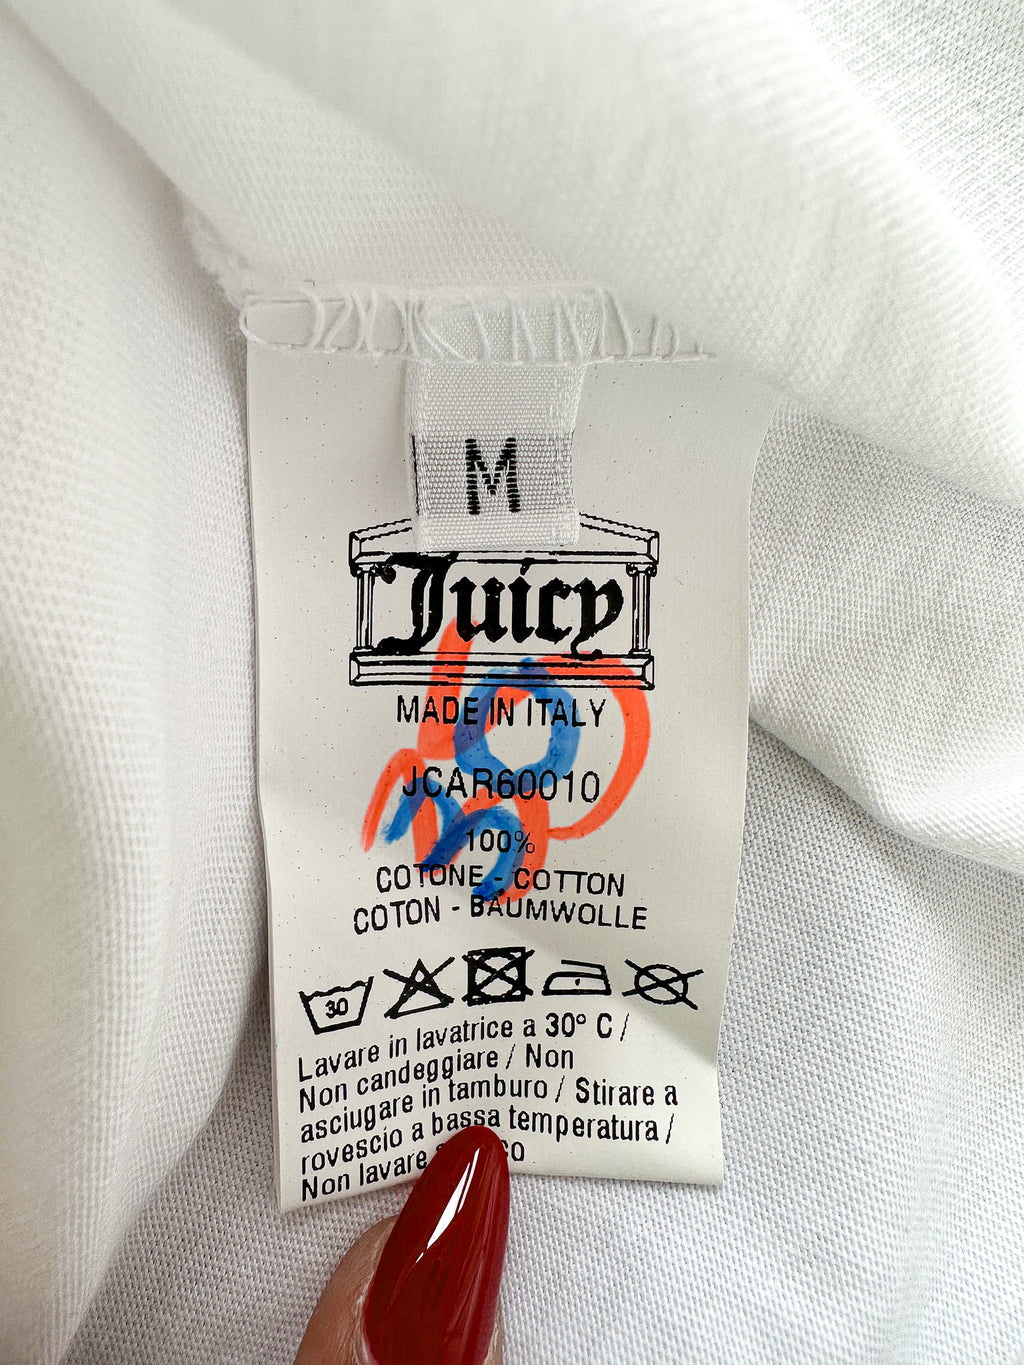 M
Juicy
MADE IN ITALY
JCAR60010
100%
COTONE - COTTON
COTON - BAUMWOLLE
30
Lavare in lavatrice a 30° C /
Non candeggiare / Non
asciugare in tamburo / Stirare a
rovescio a bassa temperatura /
Non lavare